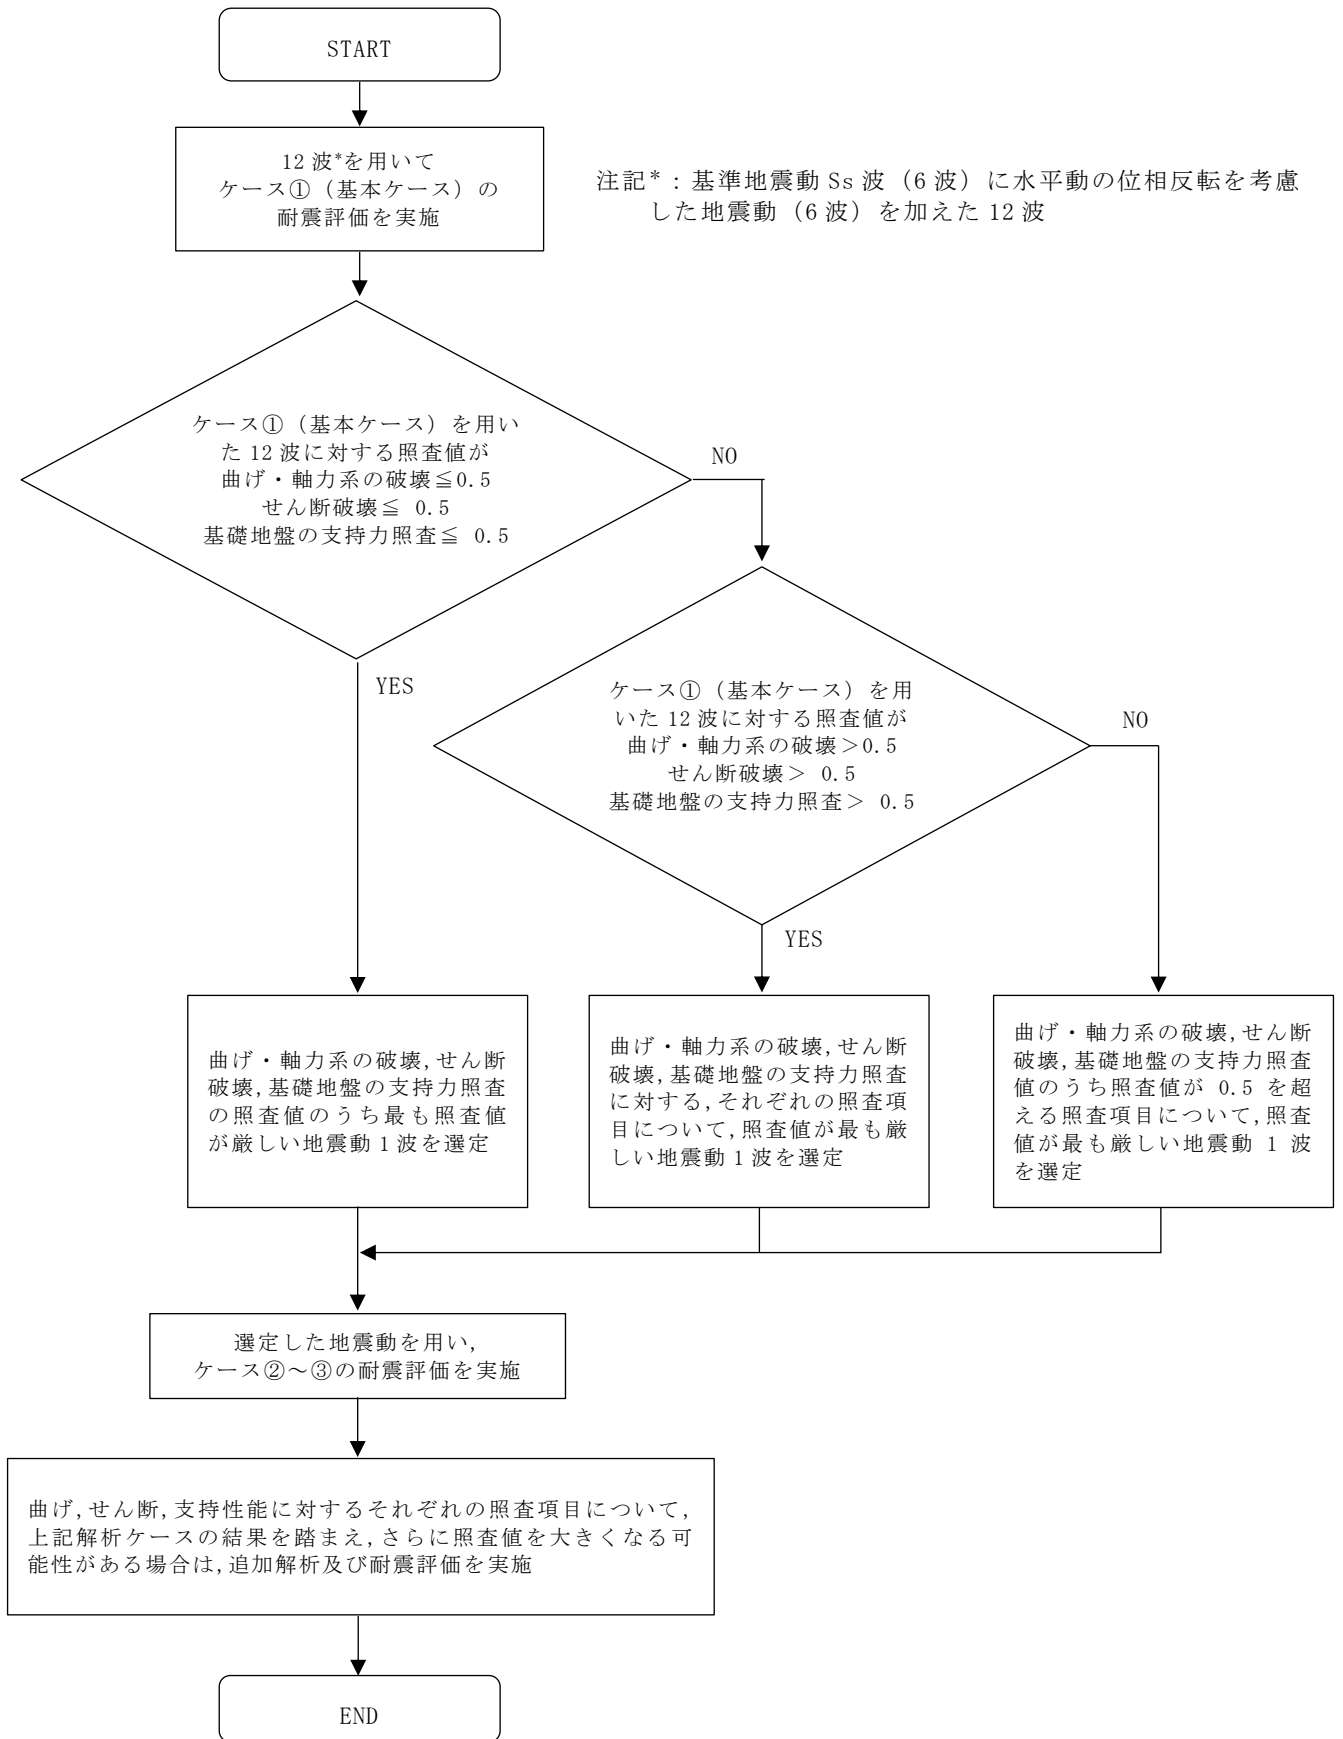 START
12 波*を用いて
ケース①（基本ケース）の
耐震評価を実施
注記*：基準地震動 Ss 波（6 波）に水平動の位相反転を考慮
した地震動（6 波）を加えた 12 波
ケース①（基本ケース）を用い
た 12 波に対する照査値が
曲げ・軸力系の破壊≦0.5
せん断破壊≦ 0.5
基礎地盤の支持力照査≦ 0.5
NO
YES
ケース①（基本ケース）を用
いた 12 波に対する照査値が
曲げ・軸力系の破壊＞0.5
せん断破壊＞ 0.5
基礎地盤の支持力照査＞ 0.5
NO
YES
曲げ・軸力系の破壊,せん断
破壊,基礎地盤の支持力照査
の照査値のうち最も照査値
が厳しい地震動 1 波を選定
曲げ・軸力系の破壊,せん断
破壊,基礎地盤の支持力照査
に対する,それぞれの照査項
目について,照査値が最も厳
しい地震動 1 波を選定
曲げ・軸力系の破壊,せん断
破壊,基礎地盤の支持力照査
値のうち照査値が 0.5 を超
える照査項目について,照査
値が最も厳しい地震動 1 波
を選定
選定した地震動を用い,
ケース②～③の耐震評価を実施
曲げ,せん断,支持性能に対するそれぞれの照査項目について,
上記解析ケースの結果を踏まえ,さらに照査値を大きくなる可
能性がある場合は,追加解析及び耐震評価を実施
END